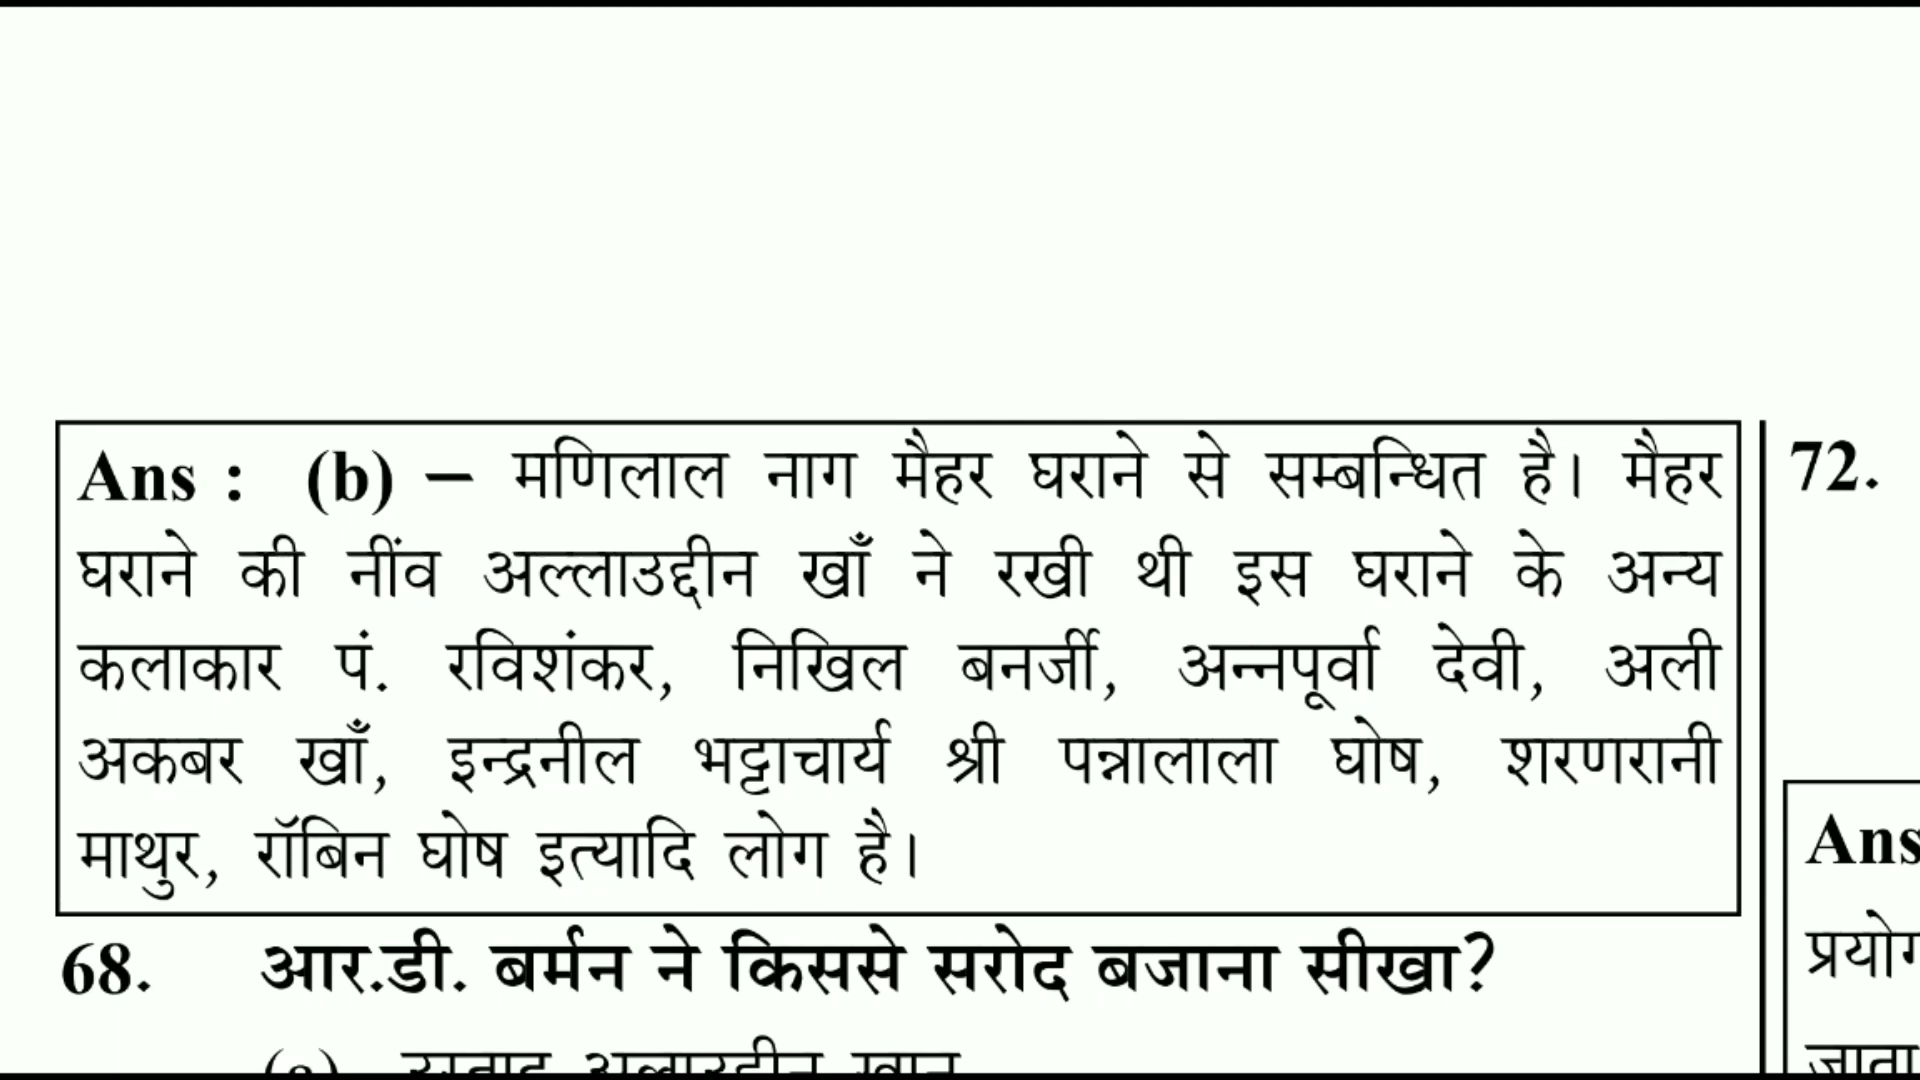 Ans : (b) – मणिलाल नाग मैहर घराने से सम्बन्धित है। मैहर
घराने की नींव अल्लाउद्दीन खाँ ने रखी थी इस घराने के अन्य
कलाकार पं. रविशंकर, निखिल बनर्जी, अन्नपूर्वा देवी, अली
अकबर खाँ, इन्द्रनील भट्टाचार्य श्री पन्नालाला घोष, शरणरानी
माथुर, रॉबिन घोष इत्यादि लोग है।
68. आर.डी. बर्मन ने किससे सरोद बजाना सीखा?
72.
Ans